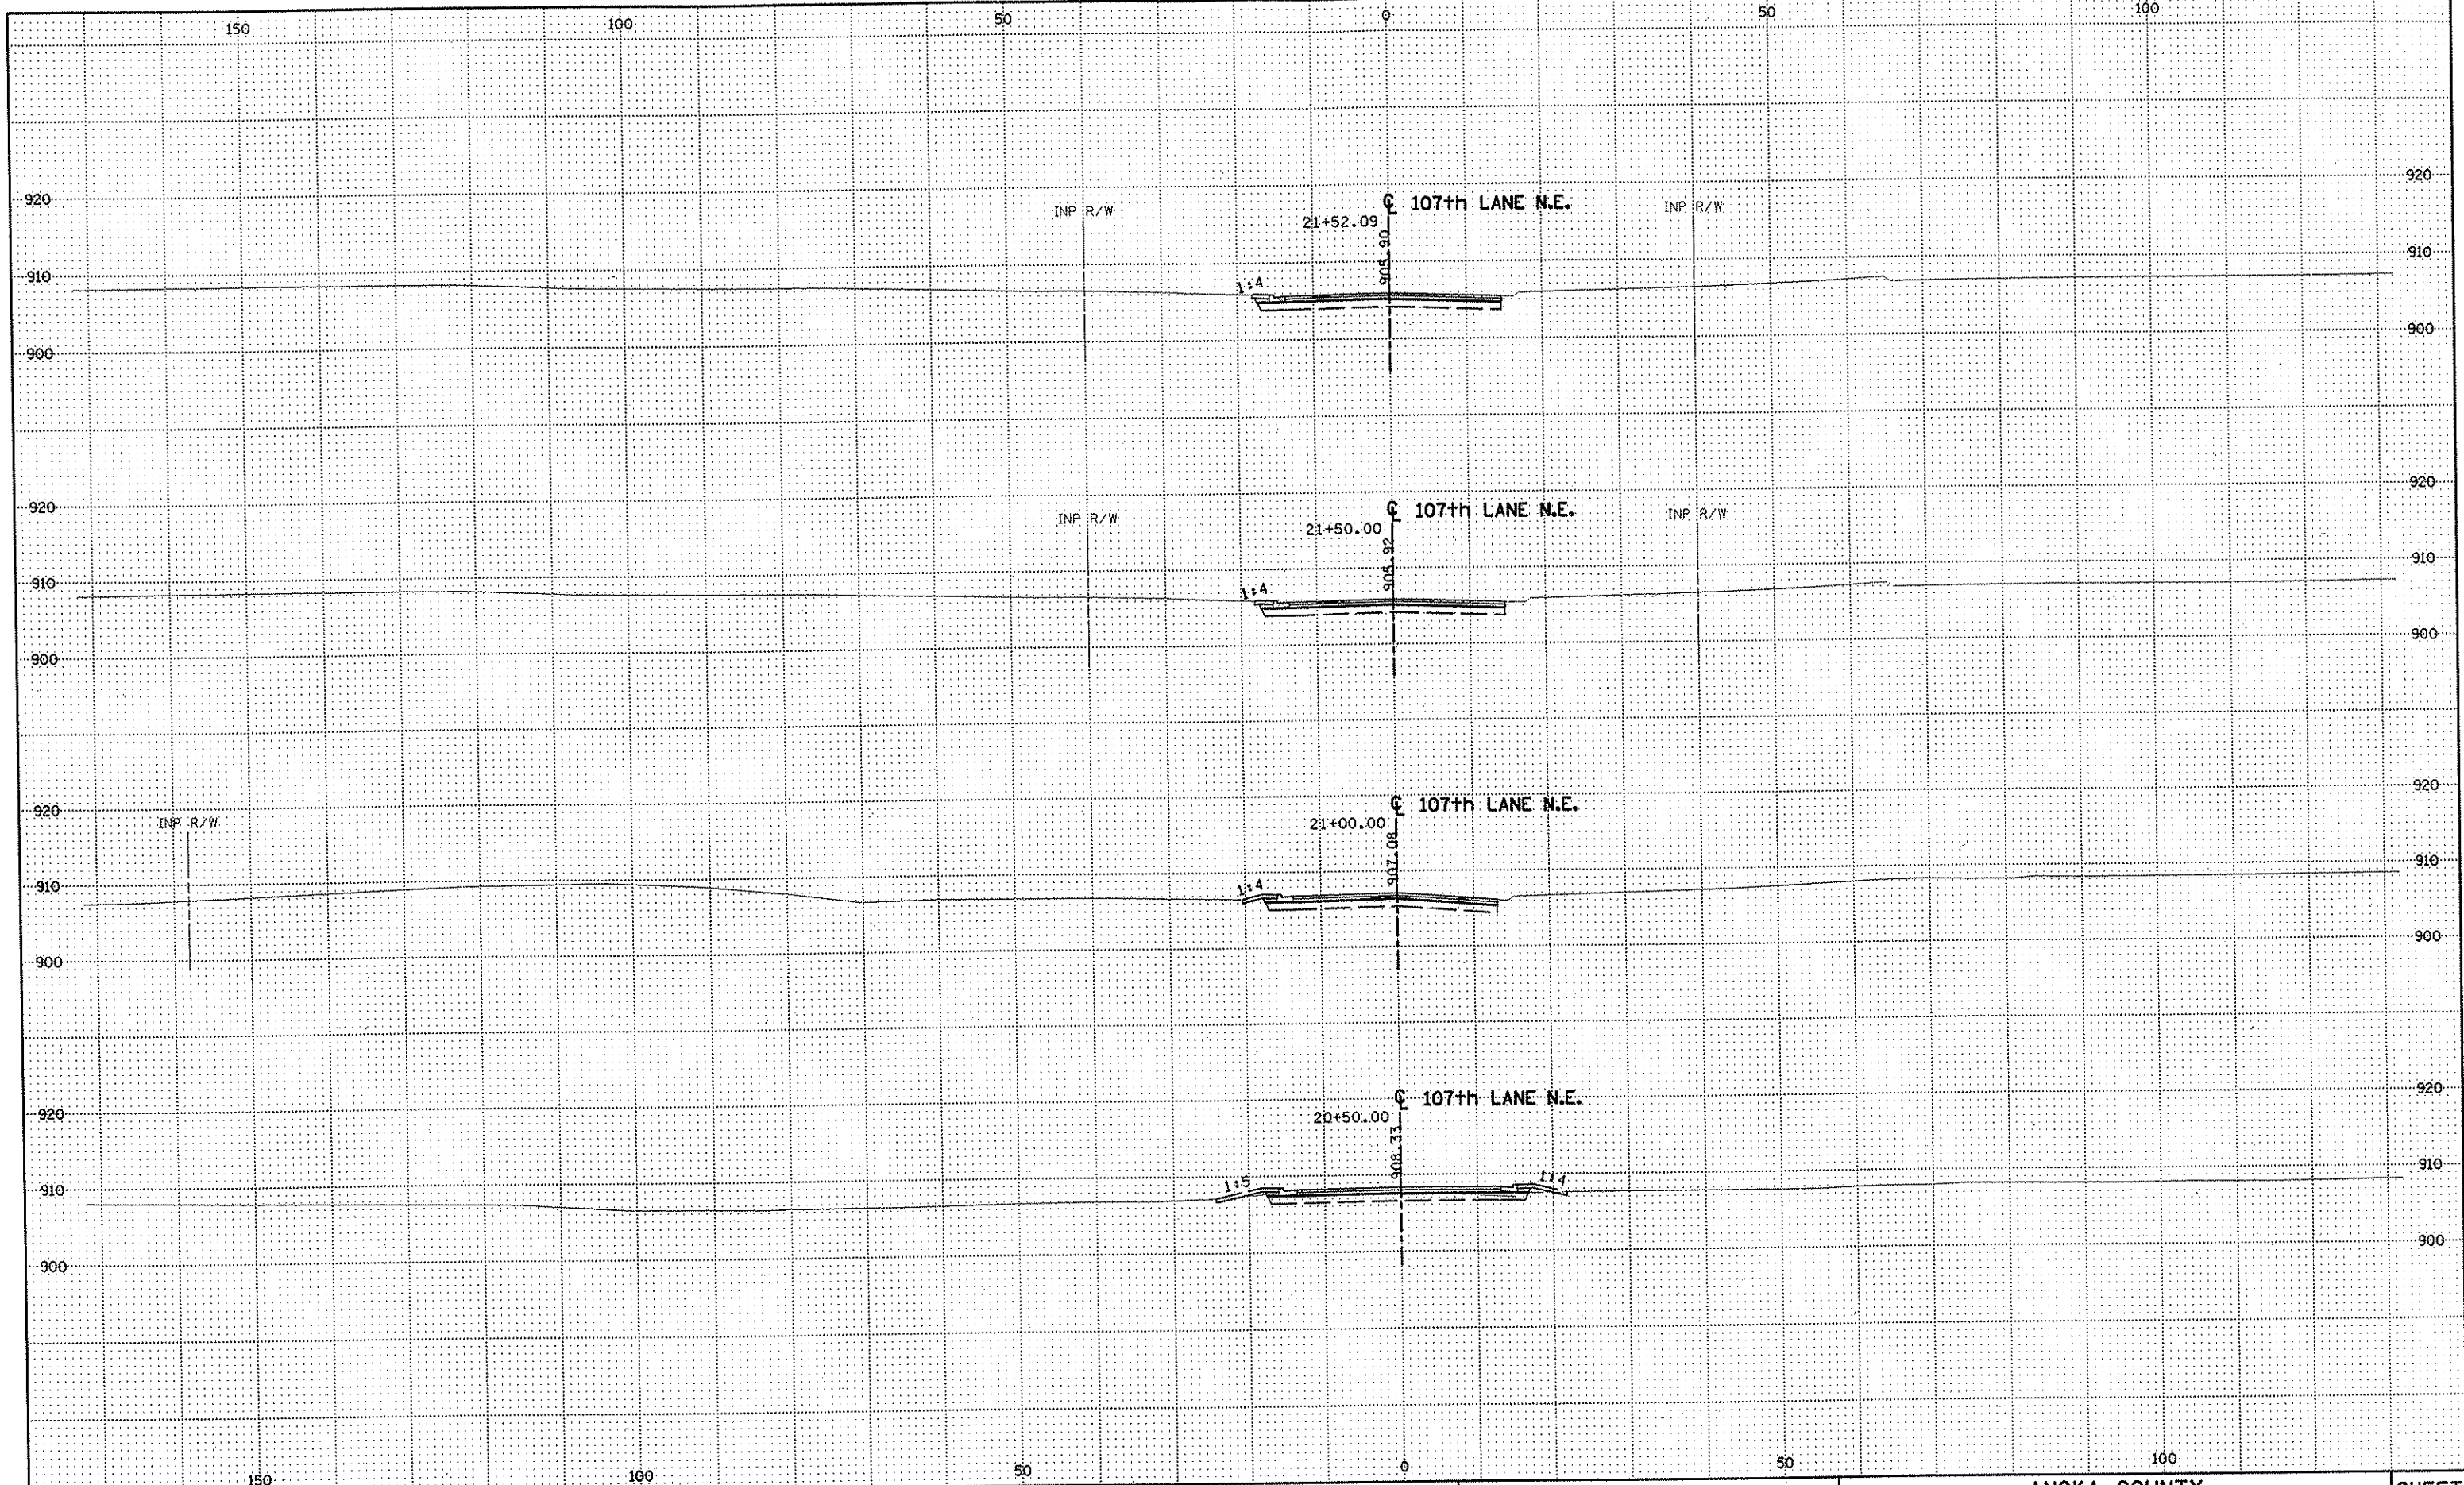 150 100 50 0 50 100
920 920
℄ 107th LANE N.E.
INP R/W INP R/W
21+52.09
905.90
910 910
1:4
900 900
920 920
℄ 107th LANE N.E.
INP R/W INP R/W
21+50.00
905.92
910 910
1:4
900 900
920 920
℄ 107th LANE N.E.
INP R/W
21+00.00
907.08
910 910
1:4
900 900
920 920
℄ 107th LANE N.E.
20+50.00
908.33
910 910
1:5 1:4
900 900
150 100 50 0 50 100
ANOKA COUNTY SHEET